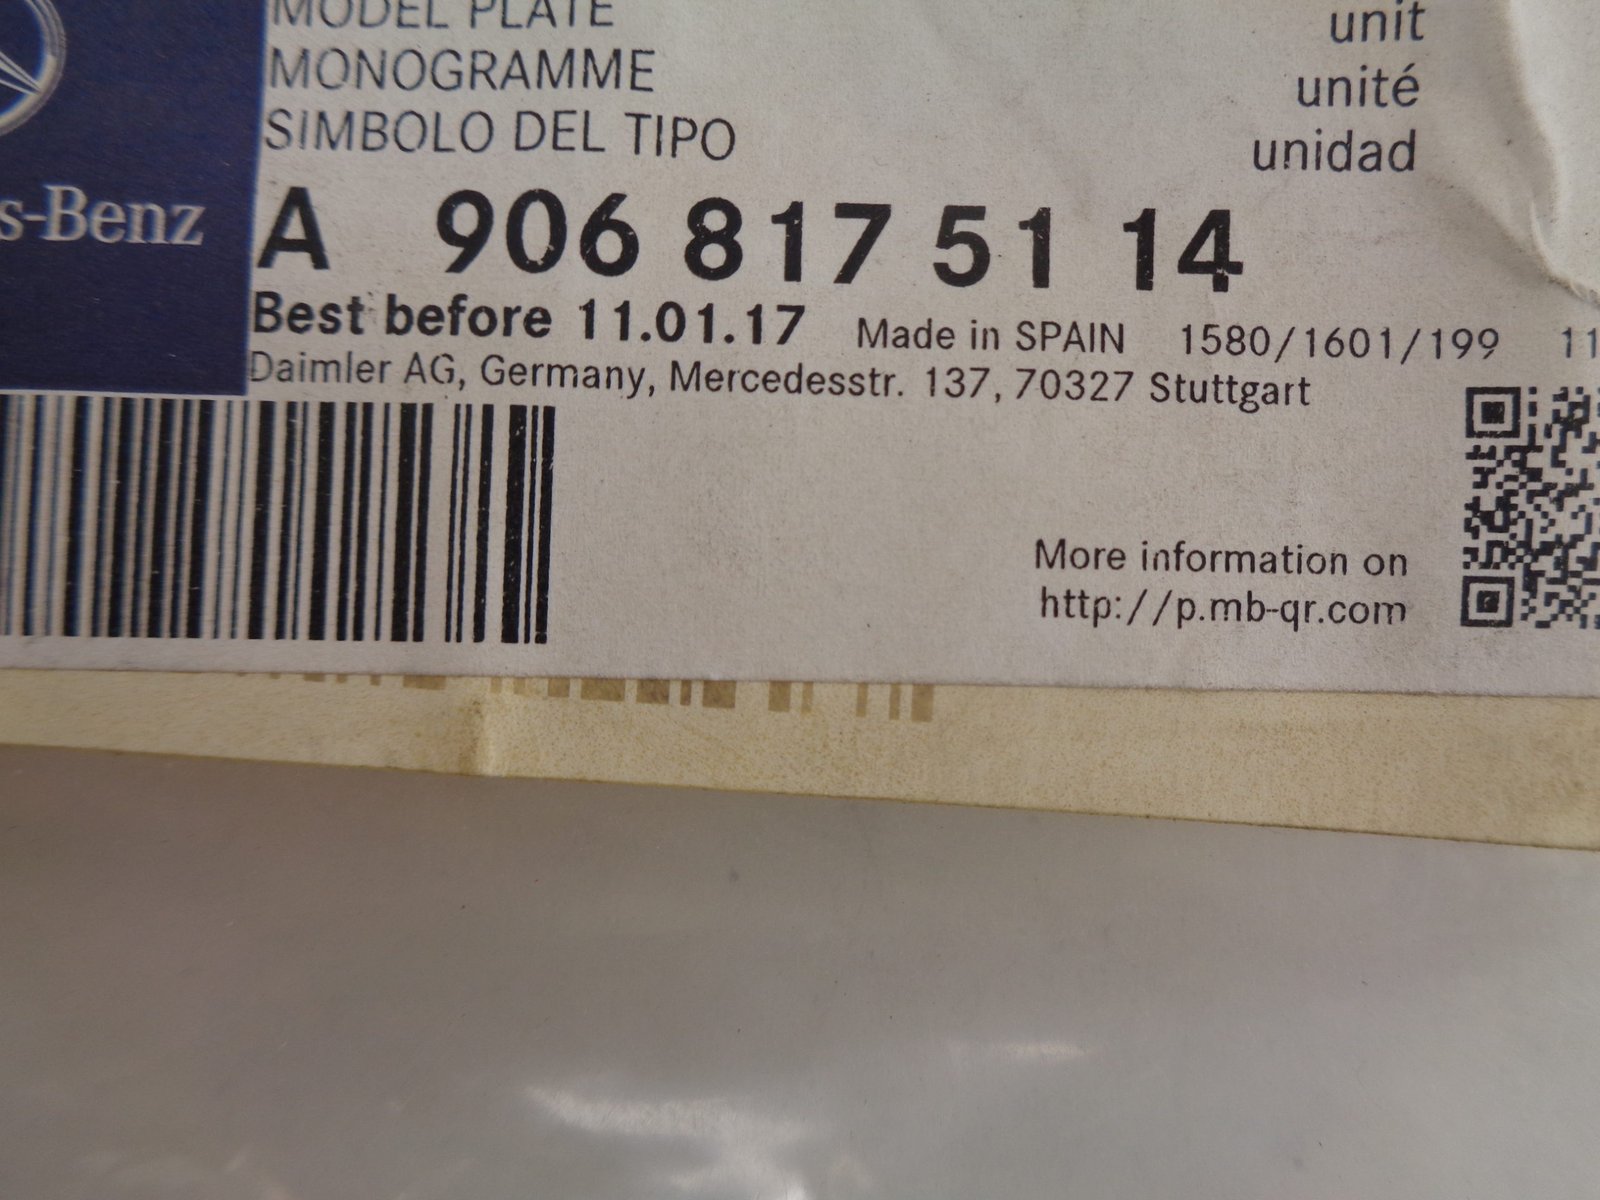 MODEL PLATE
MONOGRAMME
SIMBOLO DEL TIPO
unit
unité
unidad
s-Benz
A 906 817 51 14
Best before 11.01.17 Made in SPAIN 1580/1601/199 11
Daimler AG, Germany, Mercedesstr. 137, 70327 Stuttgart
More information on
http://p.mb-qr.com